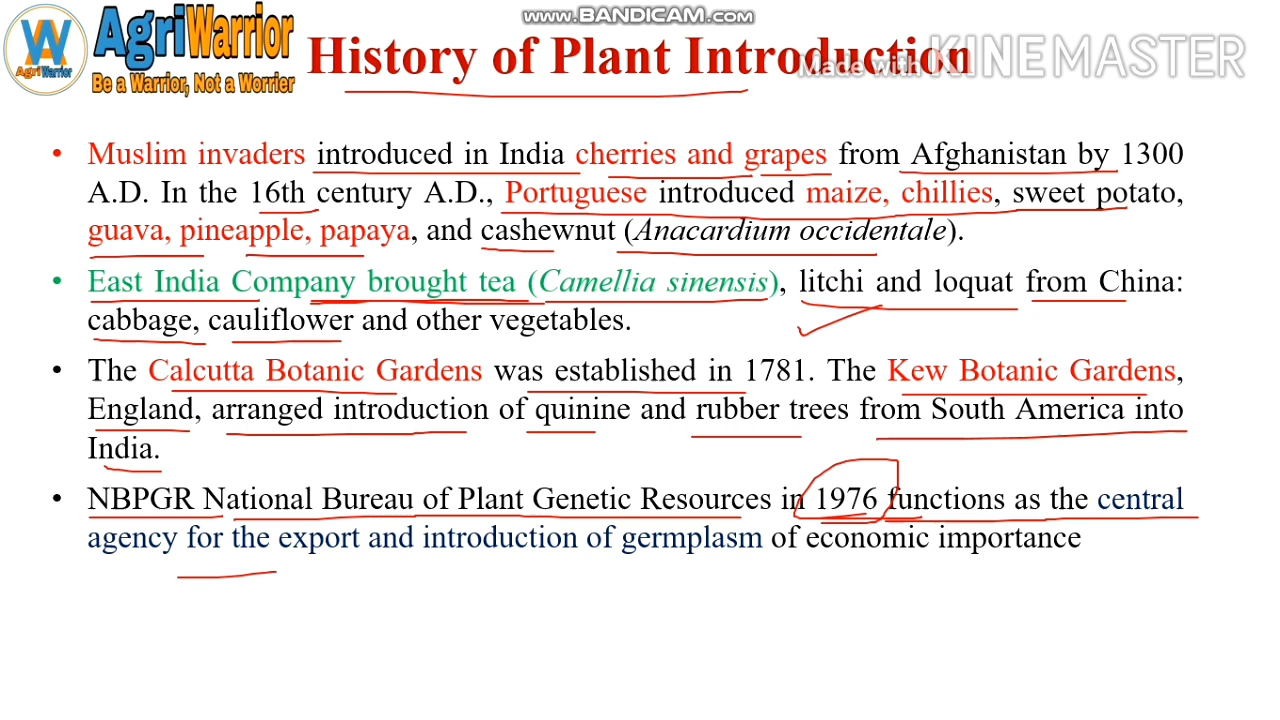 www.BANDICAM.com
AgriWarrior
Be a Warrior, Not a Worrier
AgriWarrior
History of Plant Introduction
Made with KINEMASTER
• Muslim invaders introduced in India cherries and grapes from Afghanistan by 1300
A.D. In the 16th century A.D., Portuguese introduced maize, chillies, sweet potato,
guava, pineapple, papaya, and cashewnut (Anacardium occidentale).
• East India Company brought tea (Camellia sinensis), litchi and loquat from China:
cabbage, cauliflower and other vegetables.
• The Calcutta Botanic Gardens was established in 1781. The Kew Botanic Gardens,
England, arranged introduction of quinine and rubber trees from South America into
India.
• NBPGR National Bureau of Plant Genetic Resources in 1976 functions as the central
agency for the export and introduction of germplasm of economic importance